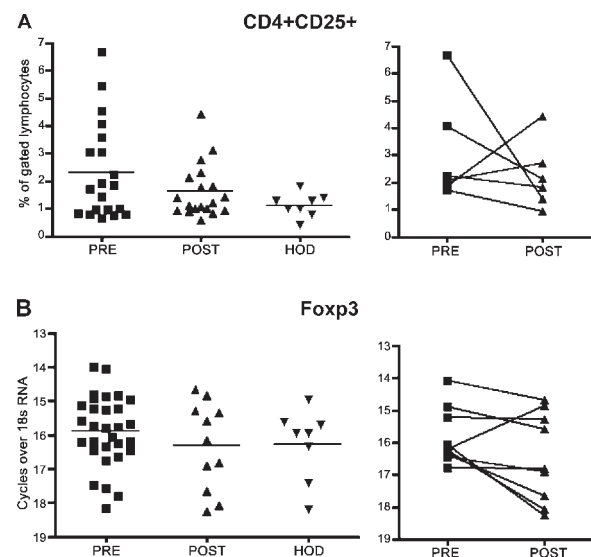 A
CD4+CD25+
% of gated lymphocytes
7
6
5
4
3
2
1
0
PRE
POST
HOD
7
6
5
4
3
2
1
0
PRE
POST
B
Foxp3
Cycles over 18s RNA
13
14
15
16
17
18
19
PRE
POST
HOD
13
14
15
16
17
18
19
PRE
POST